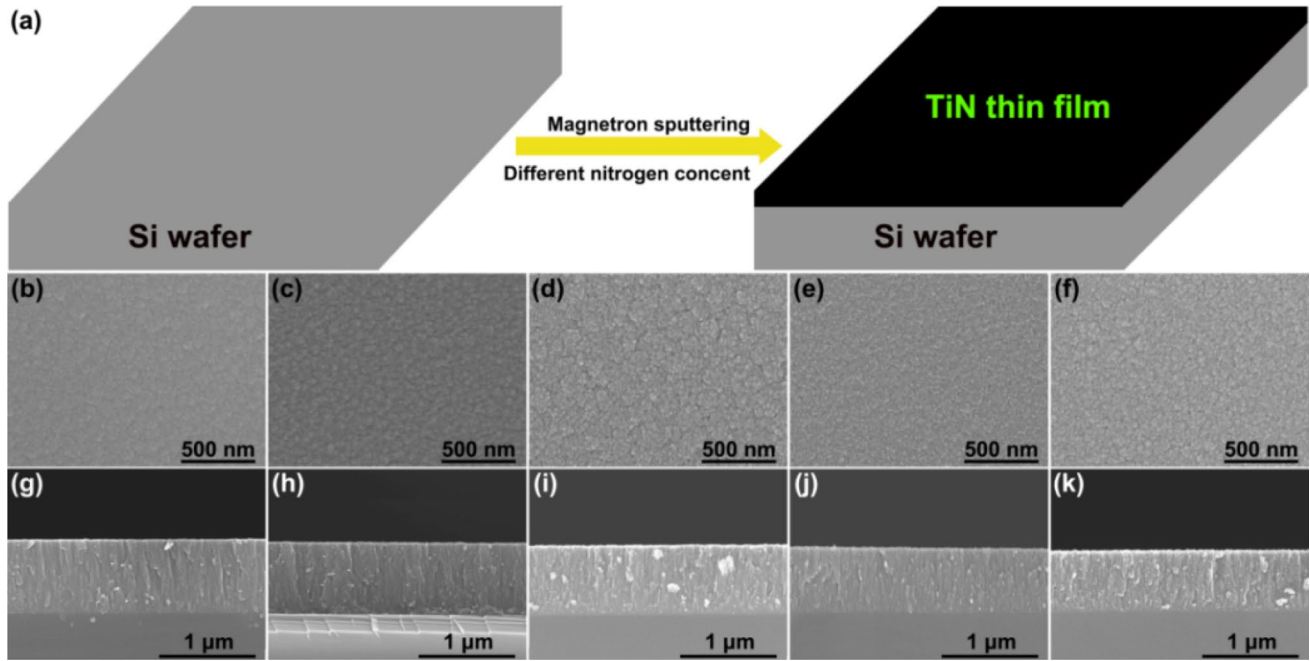 (a)
Si wafer
Magnetron sputtering
Different nitrogen concent
TiN thin film
Si wafer
(b)
500 nm
(c)
500 nm
(d)
500 nm
(e)
500 nm
(f)
500 nm
(g)
1 μm
(h)
1 μm
(i)
1 μm
(j)
1 μm
(k)
1 μm